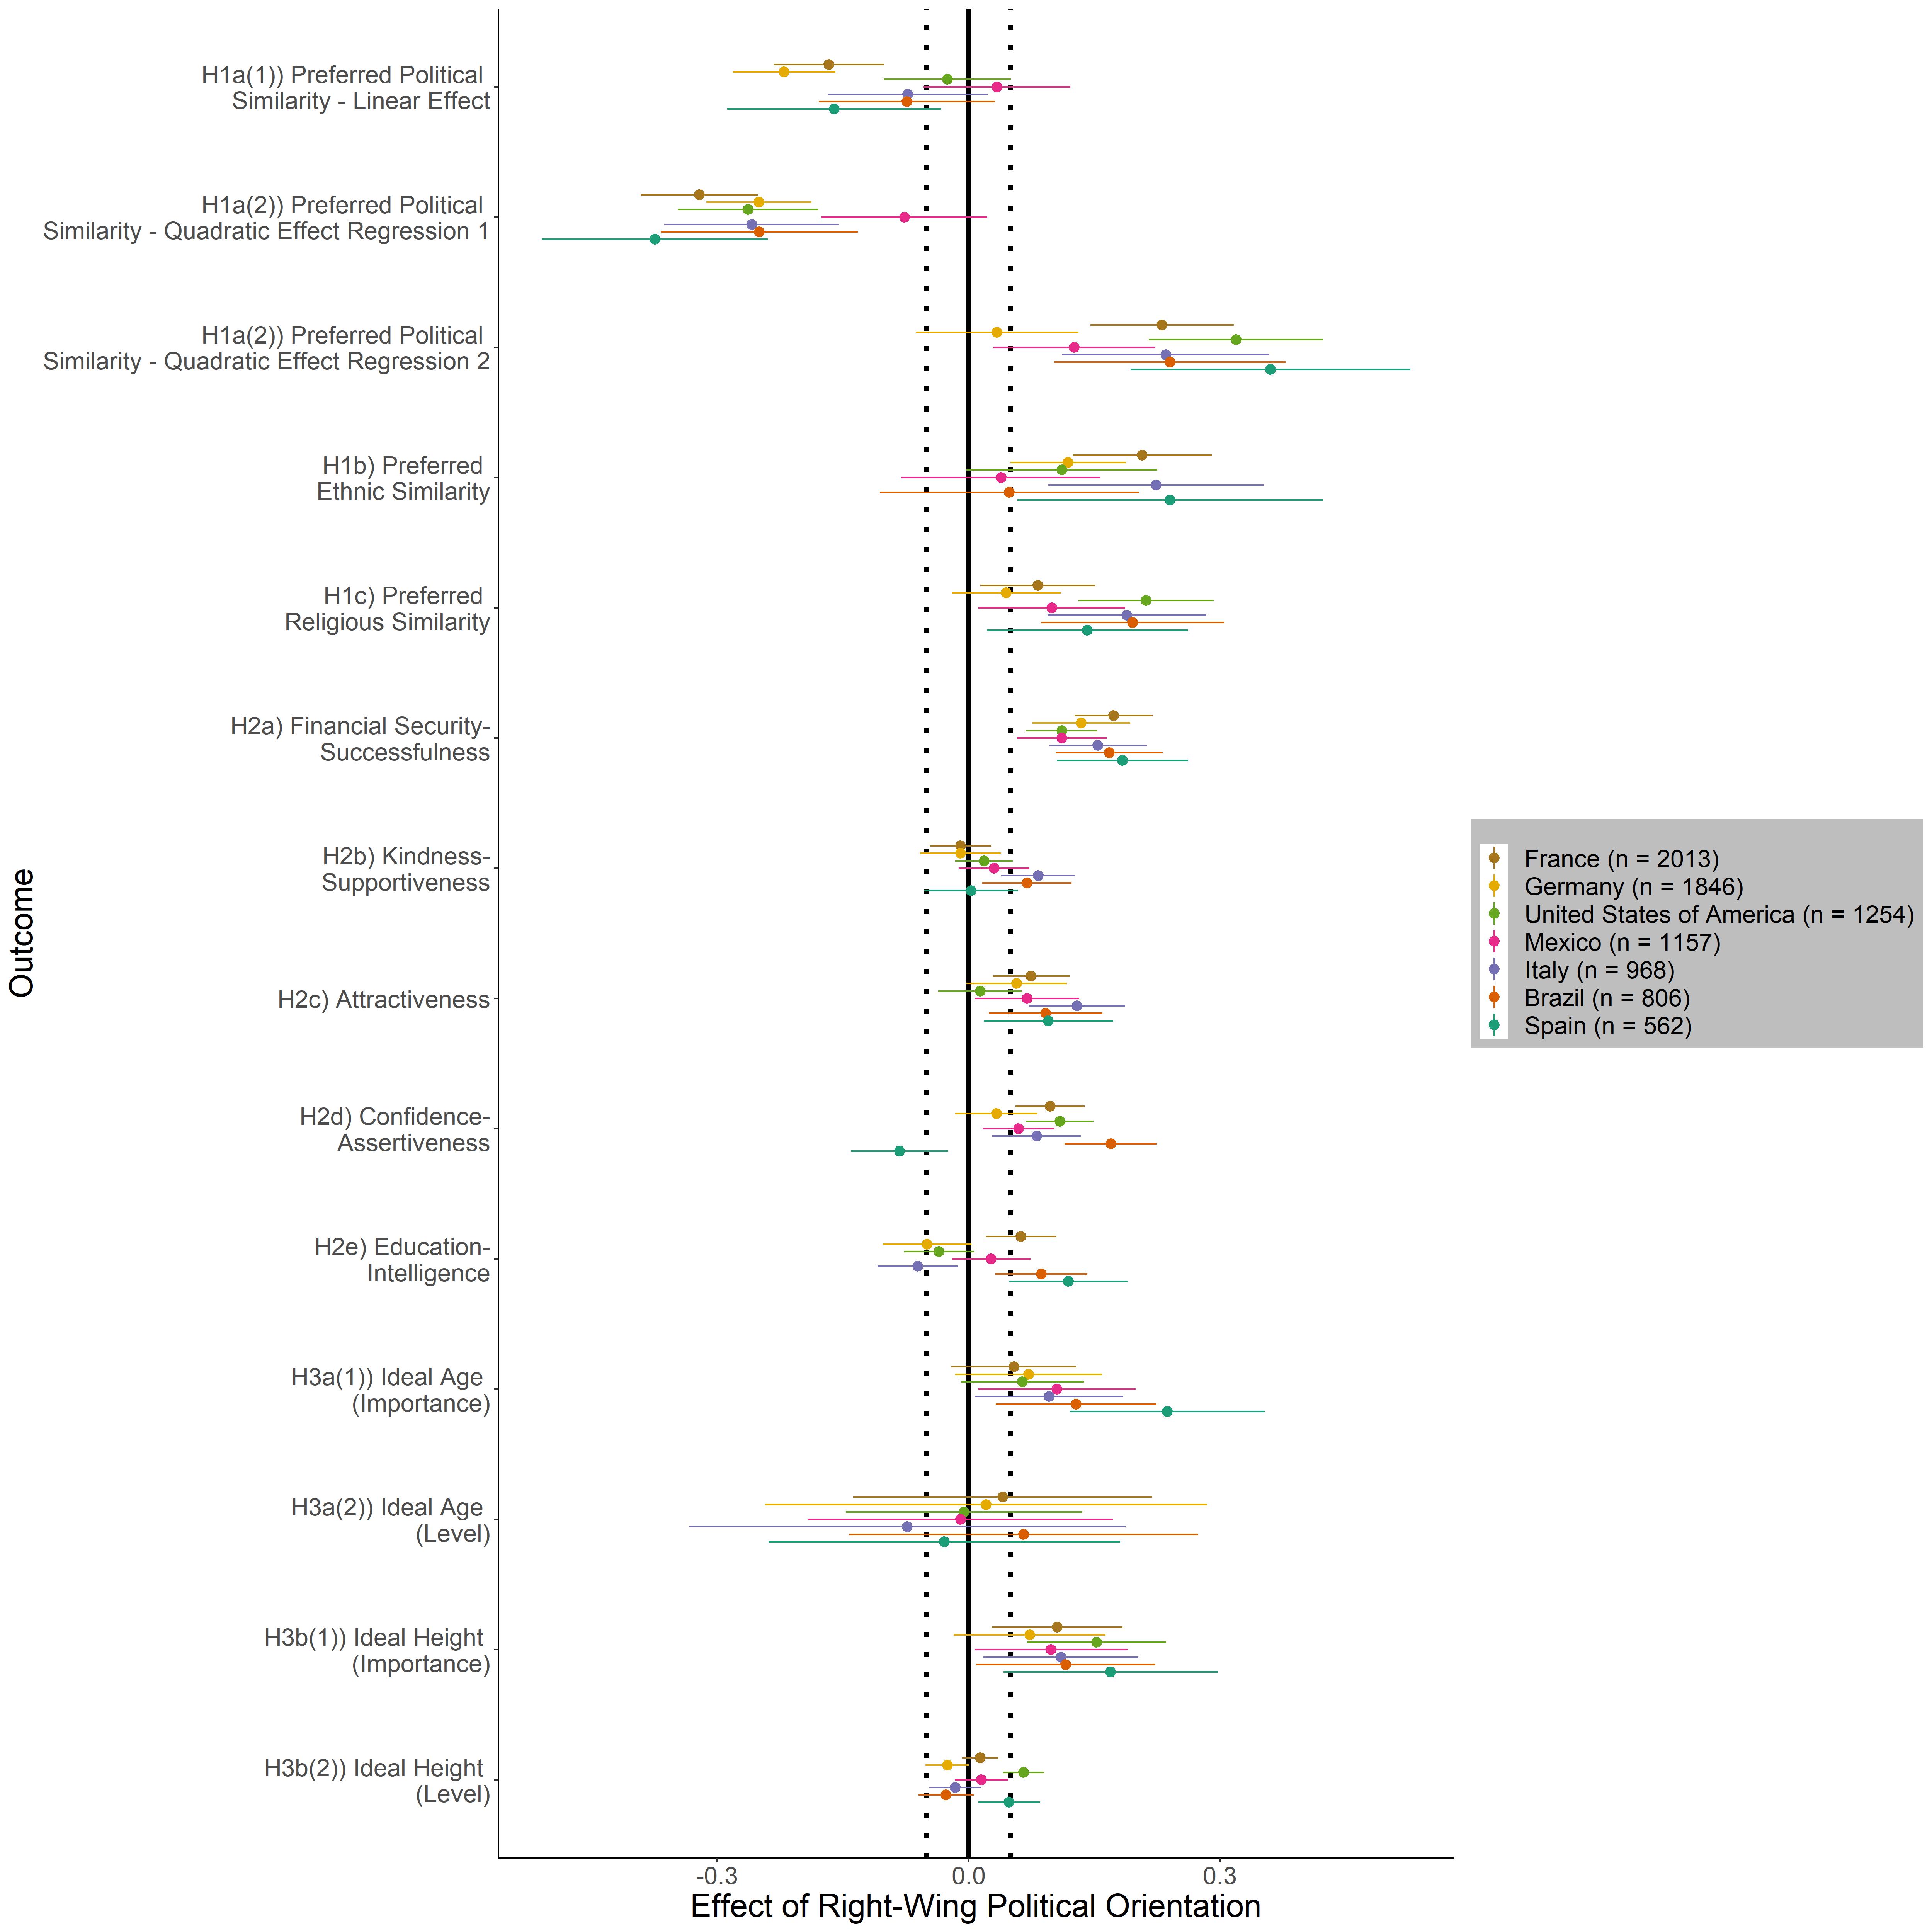 H1a(1)) Preferred Political
Similarity - Linear Effect
H1a(2)) Preferred Political
Similarity - Quadratic Effect Regression 1
H1a(2)) Preferred Political
Similarity - Quadratic Effect Regression 2
H1b) Preferred
Ethnic Similarity
H1c) Preferred
Religious Similarity
H2a) Financial Security-
Successfulness
H2b) Kindness-
Supportiveness
H2c) Attractiveness
H2d) Confidence-
Assertiveness
H2e) Education-
Intelligence
H3a(1)) Ideal Age
(Importance)
H3a(2)) Ideal Age
(Level)
H3b(1)) Ideal Height
(Importance)
H3b(2)) Ideal Height
(Level)
Outcome
-0.3 0.0 0.3
Effect of Right-Wing Political Orientation
France (n = 2013)
Germany (n = 1846)
United States of America (n = 1254)
Mexico (n = 1157)
Italy (n = 968)
Brazil (n = 806)
Spain (n = 562)